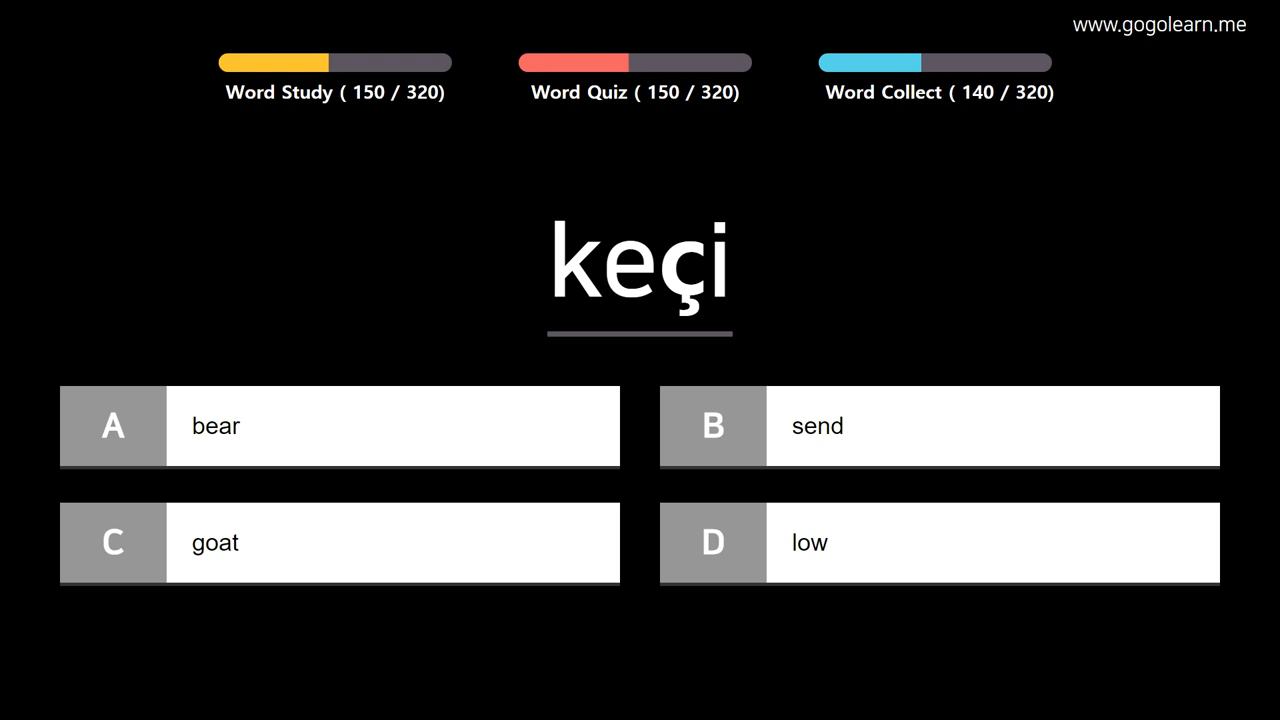 www.gogolearn.me
Word Study ( 150 / 320)
Word Quiz ( 150 / 320)
Word Collect ( 140 / 320)
keçi
A bear
B send
C goat
D low